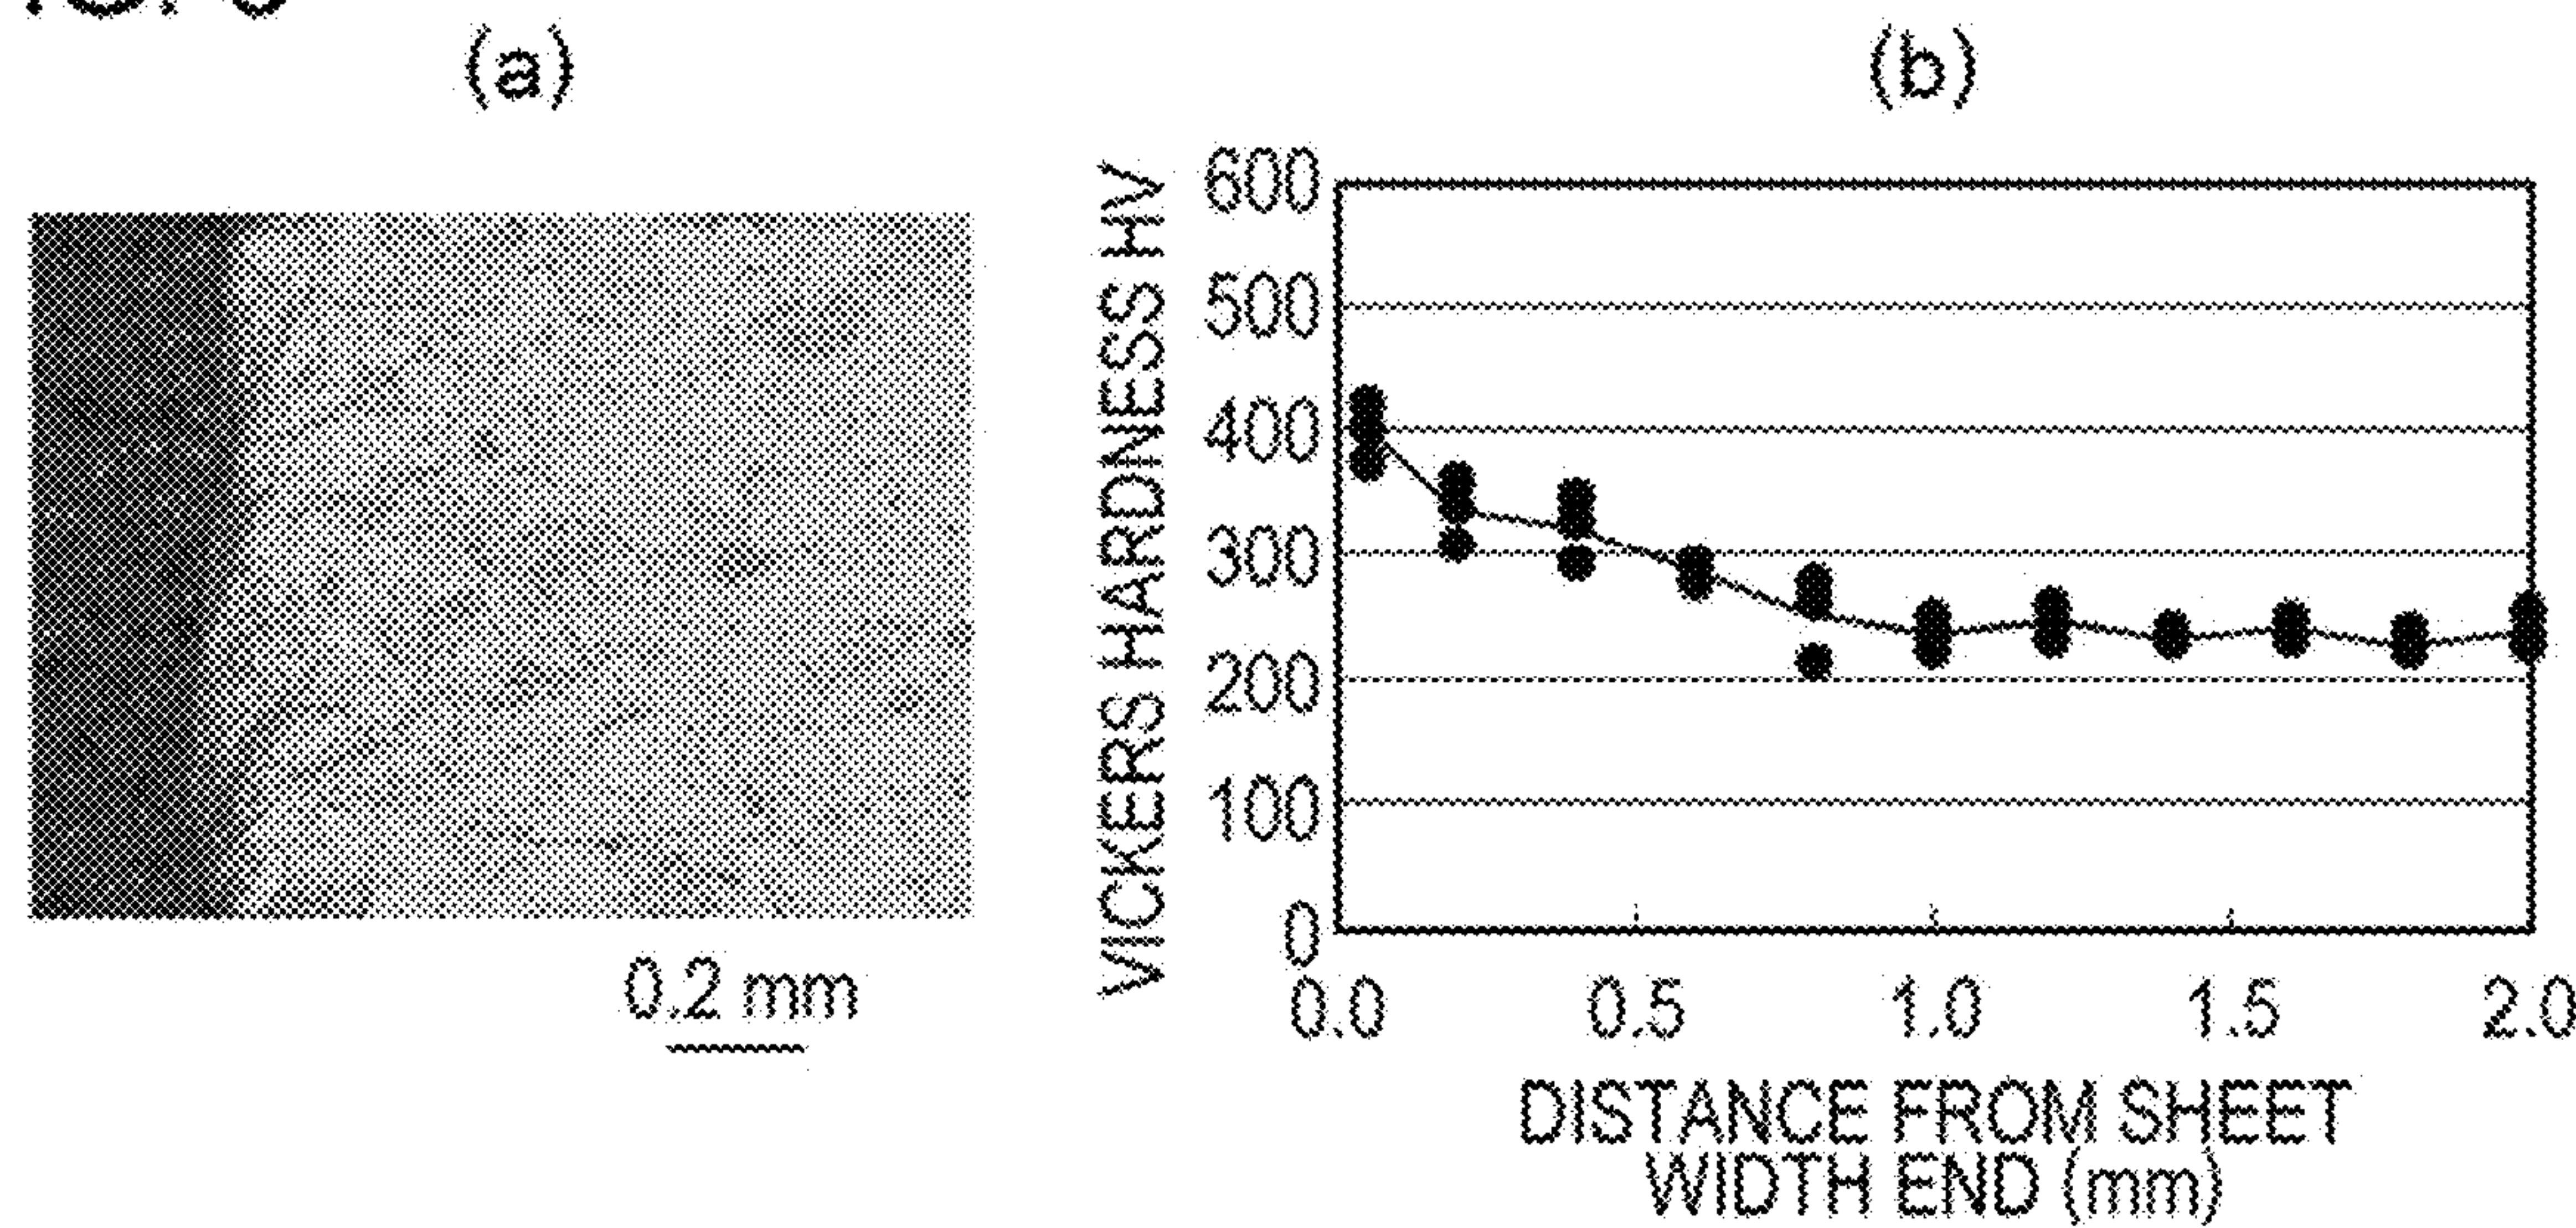 (a)
(b)
VICKERS HARDNESS HV
600
500
400
300
200
100
0
0.0 0.5 1.0 1.5 2.0
DISTANCE FROM SHEET
WIDTH END (mm)
0.2 mm